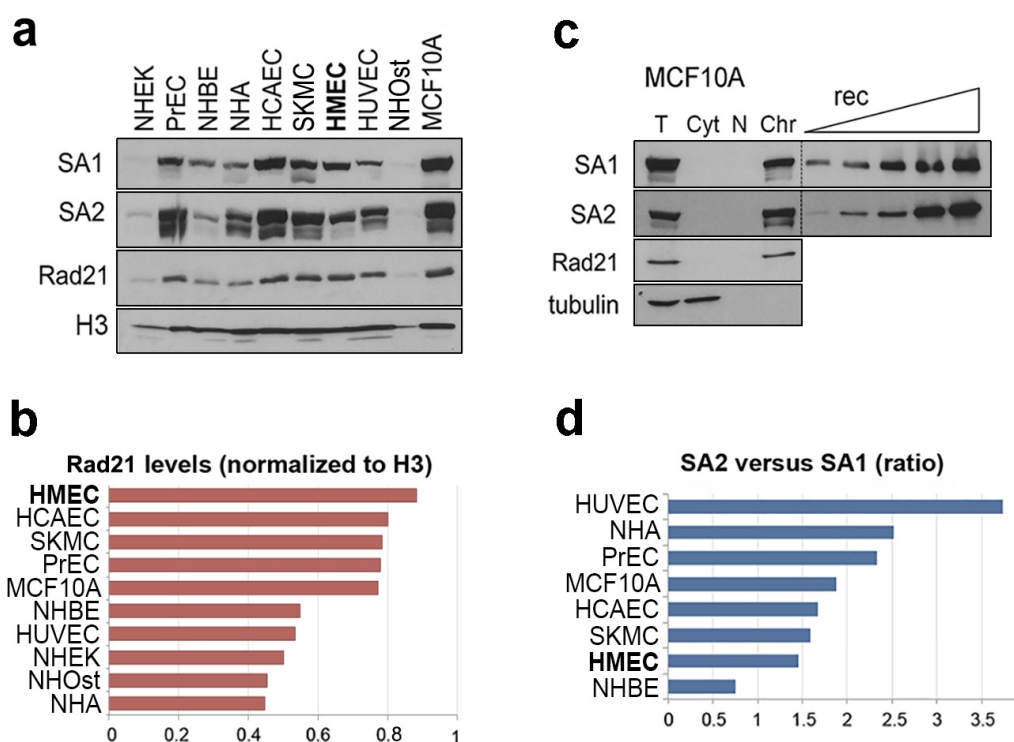 a
NHEK
PrEC
NHBE
NHA
HCAEC
SKMC
HMEC
HUVEC
NHOst
MCF10A
SA1
SA2
Rad21
H3
c
MCF10A
rec
T Cyt N Chr
SA1
SA2
Rad21
tubulin
b
Rad21 levels (normalized to H3)
HMEC
HCAEC
SKMC
PrEC
MCF10A
NHBE
HUVEC
NHEK
NHOst
NHA
0 0.2 0.4 0.6 0.8 1
d
SA2 versus SA1 (ratio)
HUVEC
NHA
PrEC
MCF10A
HCAEC
SKMC
HMEC
NHBE
0 0.5 1 1.5 2 2.5 3 3.5